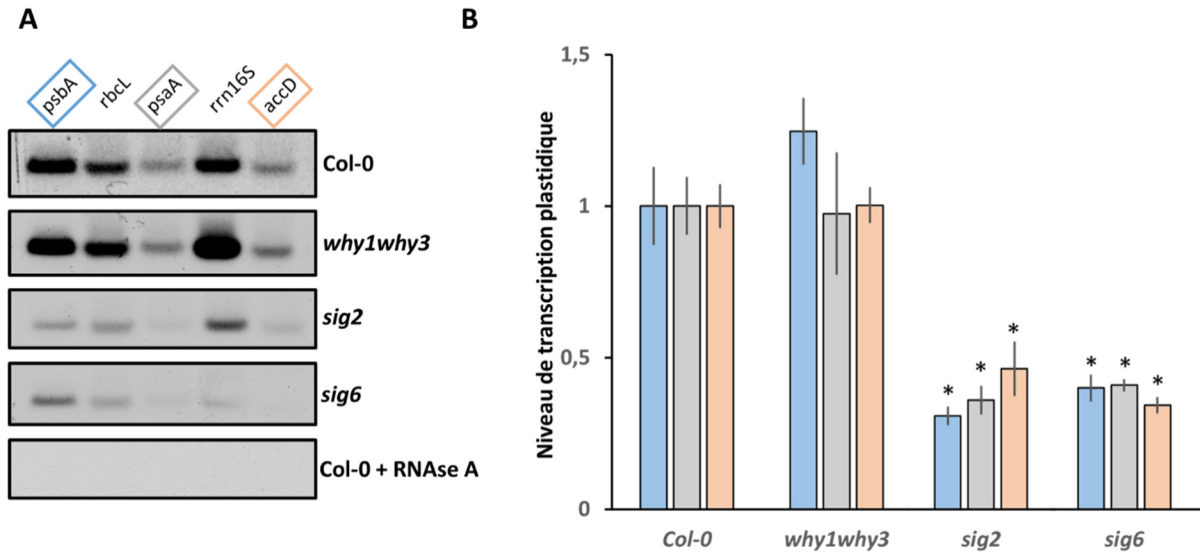 A
psbA
rbcL
psaA
rrn16S
accD
Col-0
why1why3
sig2
sig6
Col-0 + RNAse A
B
Niveau de transcription plastidique
1,5
1
0,5
0
* * *
* * *
Col-0
why1why3
sig2
sig6